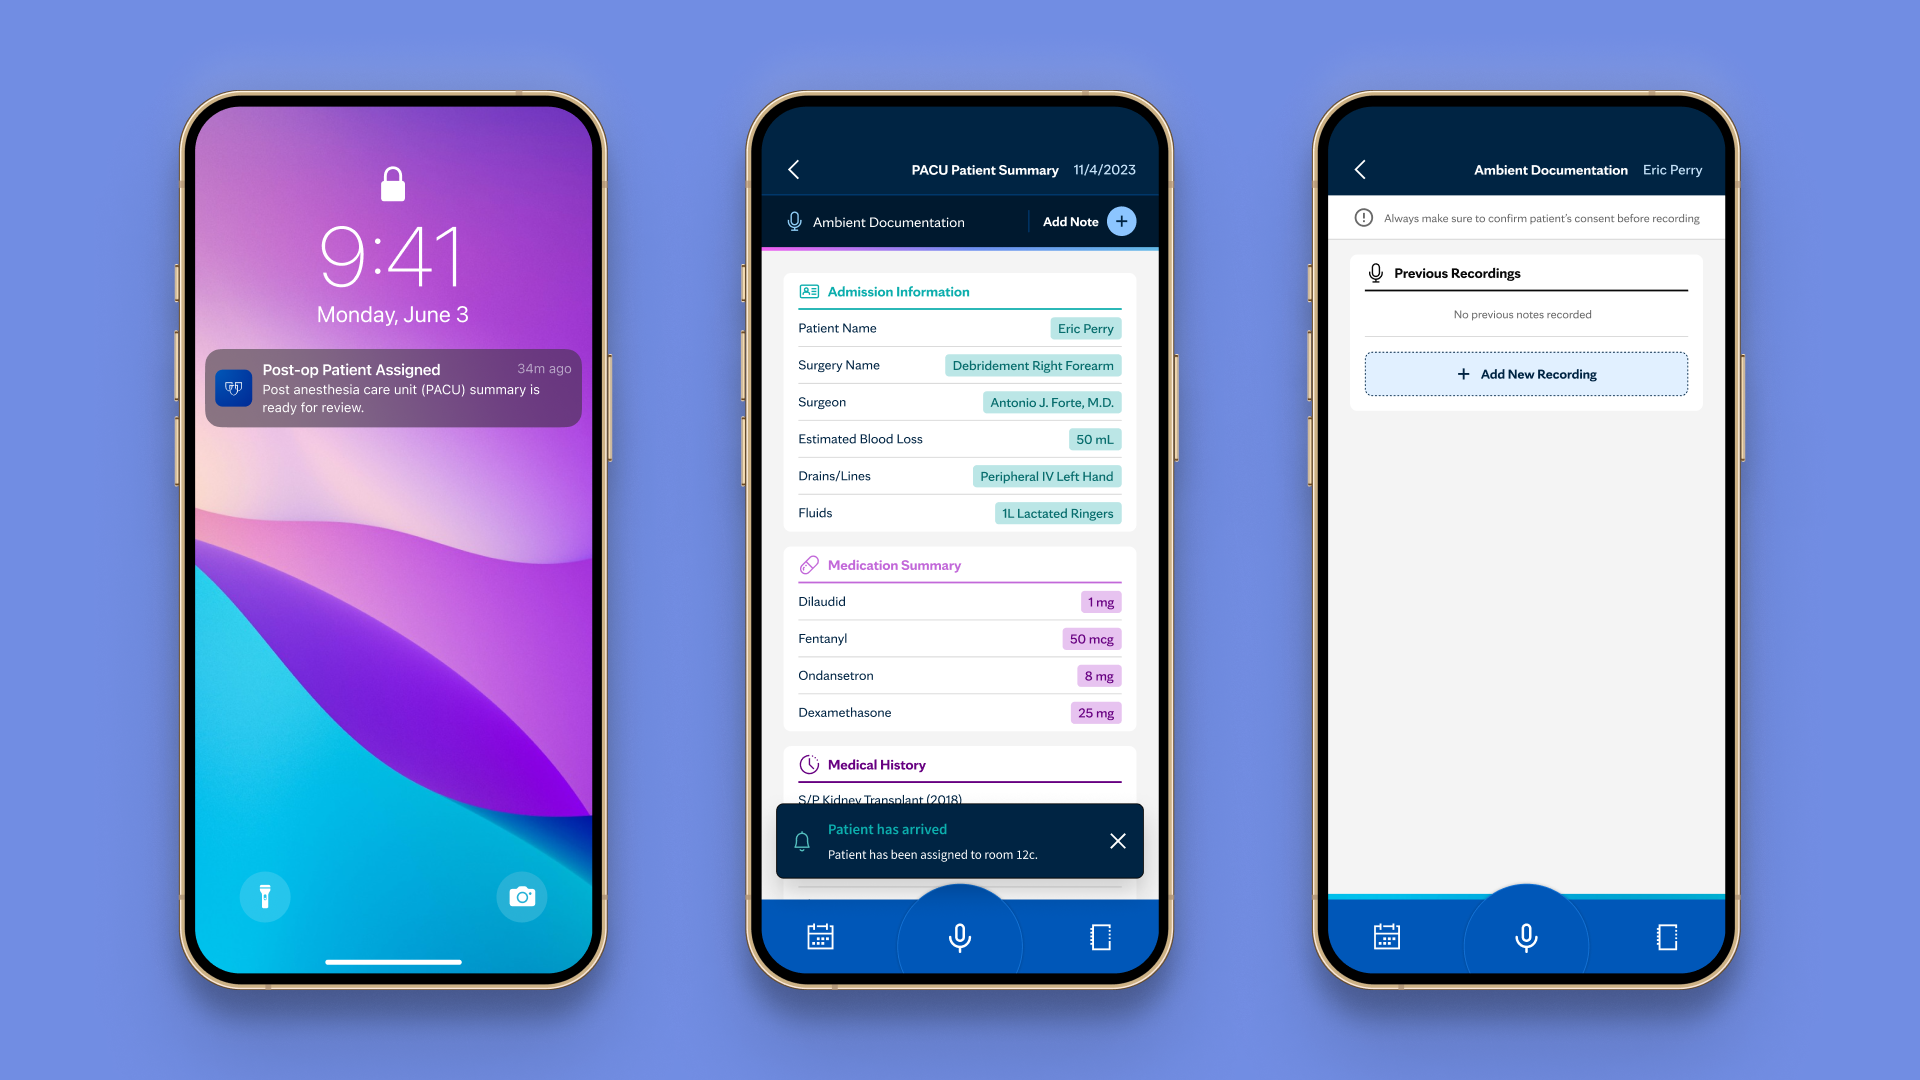 9:41
Monday, June 3
Post-op Patient Assigned 34m ago
Post anesthesia care unit (PACU) summary is
ready for review.
PACU Patient Summary 11/4/2023
Ambient Documentation Add Note
Admission Information
Patient Name Eric Perry
Surgery Name Debridement Right Forearm
Surgeon Antonio J. Forte, M.D.
Estimated Blood Loss 50 mL
Drains/Lines Peripheral IV Left Hand
Fluids 1L Lactated Ringers
Medication Summary
Dilaudid 1 mg
Fentanyl 50 mcg
Ondansetron 8 mg
Dexamethasone 25 mg
Medical History
S/P Kidney Transplant (2018)
Patient has arrived
Patient has been assigned to room 12c.
Ambient Documentation Eric Perry
Always make sure to confirm patient's consent before recording
Previous Recordings
No previous notes recorded
+ Add New Recording